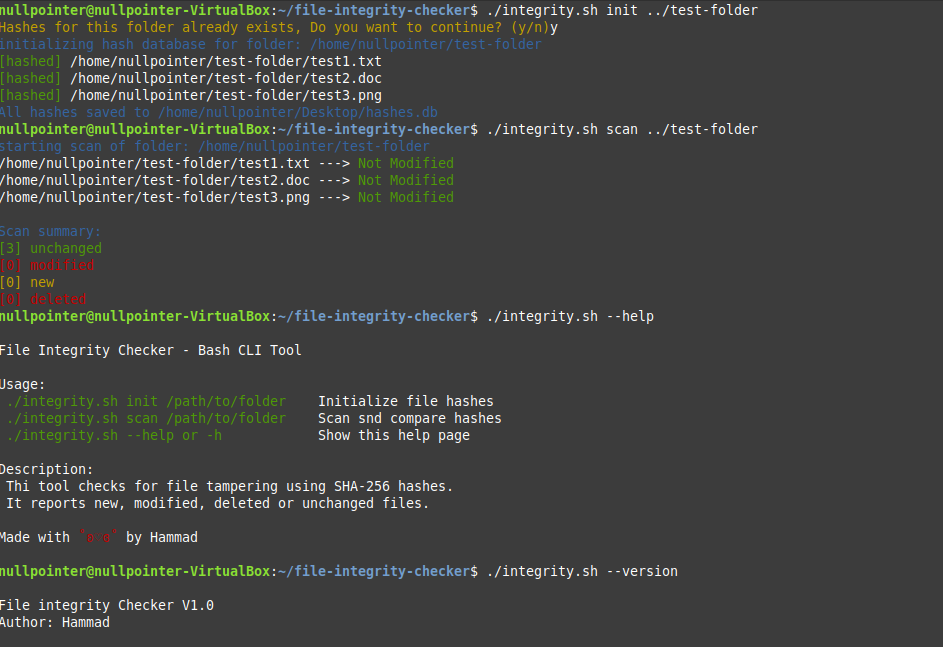 nullpointer@nullpointer-VirtualBox:~/file-integrity-checker$ ./integrity.sh init ../test-folder
Hashes for this folder already exists, Do you want to continue? (y/n)y
initializing hash database for folder: /home/nullpointer/test-folder
[hashed] /home/nullpointer/test-folder/test1.txt
[hashed] /home/nullpointer/test-folder/test2.doc
[hashed] /home/nullpointer/test-folder/test3.png
All hashes saved to /home/nullpointer/Desktop/hashes.db
nullpointer@nullpointer-VirtualBox:~/file-integrity-checker$ ./integrity.sh scan ../test-folder
starting scan of folder: /home/nullpointer/test-folder
/home/nullpointer/test-folder/test1.txt ---> Not Modified
/home/nullpointer/test-folder/test2.doc ---> Not Modified
/home/nullpointer/test-folder/test3.png ---> Not Modified
Scan summary:
[3] unchanged
[0] modified
[0] new
[0] deleted
nullpointer@nullpointer-VirtualBox:~/file-integrity-checker$ ./integrity.sh --help
File Integrity Checker - Bash CLI Tool
Usage:
./integrity.sh init /path/to/folder Initialize file hashes
./integrity.sh scan /path/to/folder Scan snd compare hashes
./integrity.sh --help or -h Show this help page
Description:
Thi tool checks for file tampering using SHA-256 hashes.
It reports new, modified, deleted or unchanged files.
Made with by Hammad
nullpointer@nullpointer-VirtualBox:~/file-integrity-checker$ ./integrity.sh --version
File integrity Checker V1.0
Author: Hammad